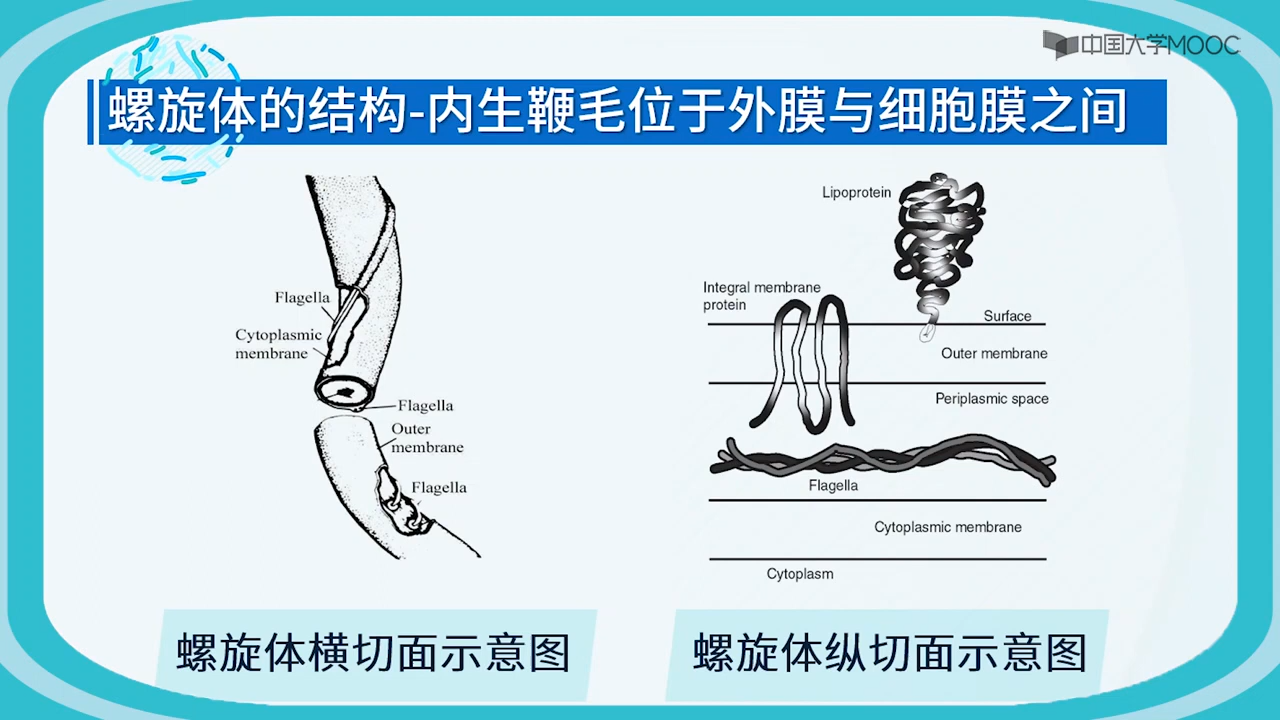 中国大学MOOC
螺旋体的结构-内生鞭毛位于外膜与细胞膜之间
Flagella
Cytoplasmic
membrane
Flagella
Outer
membrane
Flagella
Lipoprotein
Integral membrane
protein
Surface
Outer membrane
Periplasmic space
Flagella
Cytoplasmic membrane
Cytoplasm
螺旋体横切面示意图
螺旋体纵切面示意图